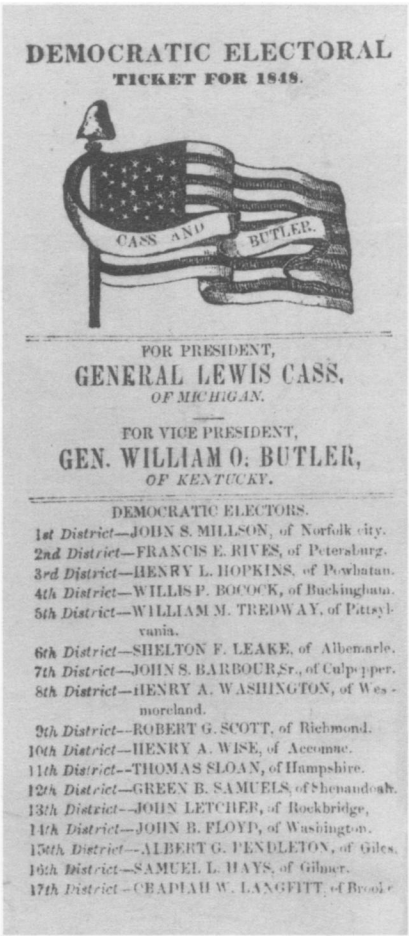 DEMOCRATIC ELECTORAL
TICKET FOR 1848.
CASS AND
BUTLER.
FOR PRESIDENT,
GENERAL LEWIS CASS,
OF MICHIGAN.
FOR VICE PRESIDENT,
GEN. WILLIAM O. BUTLER,
OF KENTUCKY.
DEMOCRATIC ELECTORS.
1st District—JOHN S. MILLSON, of Norfolk city.
2nd District—FRANCIS E. RIVES, of Petersburg.
3rd District—HENRY L. HOPKINS, of Powhatan.
4th District—WILLIS P. BOCOCK, of Buckingham.
5th District—WILLIAM M. TREDWAY, of Pittsyl-
vania.
6th District—SHELTON F. LEAKE, of Albemarle.
7th District—JOHN S. BARBOUR, Sr., of Culpepper.
8th District—HENRY A. WASHINGTON, of Wes-
moreland.
9th District--ROBERT G. SCOTT, of Richmond.
10th District—HENRY A. WISE, of Accomac.
11th District--THOMAS SLOAN, of Hampshire.
12th District—GREEN B. SAMUELS, of Shenandoah.
13th District—JOHN LETCHER, of Rockbridge,
14th District—JOHN B. FLOYD, of Washington.
15th District—ALBERT G. PENDLETON, of Giles.
16th District—SAMUEL L. HAYS, of Gilmer.
17th District—OBADIAH W. LANGFITT, of Brooke